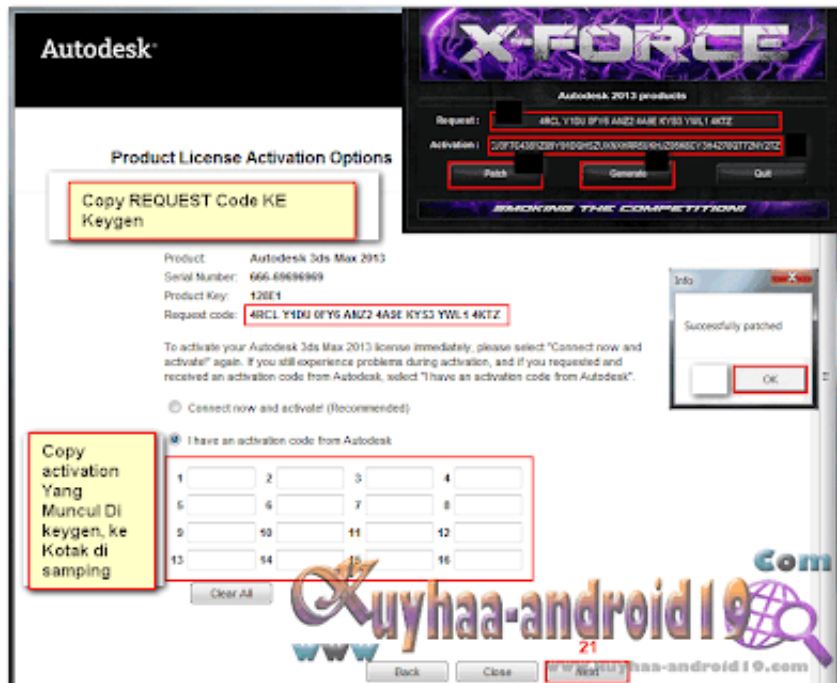 Autodesk
X-FORCE
Autodesk 2013 products
Request :
4RCL Y1DU 0FY6 ANZ2 4A9E KYS3 YWL1 4KTZ
Activation :
Patch
Generate
Quit
SMOKING THE COMPETITION!
Product License Activation Options
Copy REQUEST Code KE
Keygen
Product: Autodesk 3ds Max 2013
Serial Number: 666-69696969
Product Key: 128E1
Request code: 4RCL Y1DU 0FY6 ANZ2 4A9E KYS3 YWL1 4KTZ
Info
Successfully patched
OK
To activate your Autodesk 3ds Max 2013 license immediately, please select "Connect now and
activate!" again. If you still experience problems during activation, and if you requested and
received an activation code from Autodesk, select "I have an activation code from Autodesk".
Connect now and activate! (Recommended)
I have an activation code from Autodesk
Copy
activation
Yang
Muncul Di
keygen, ke
Kotak di
samping
1 2 3 4
5 6 7 8
9 10 11 12
13 14 15 16
Clear All
Kuyhaa-android19
Com
www
21
Back
Close
Next
www.kuyhaa-android19.com